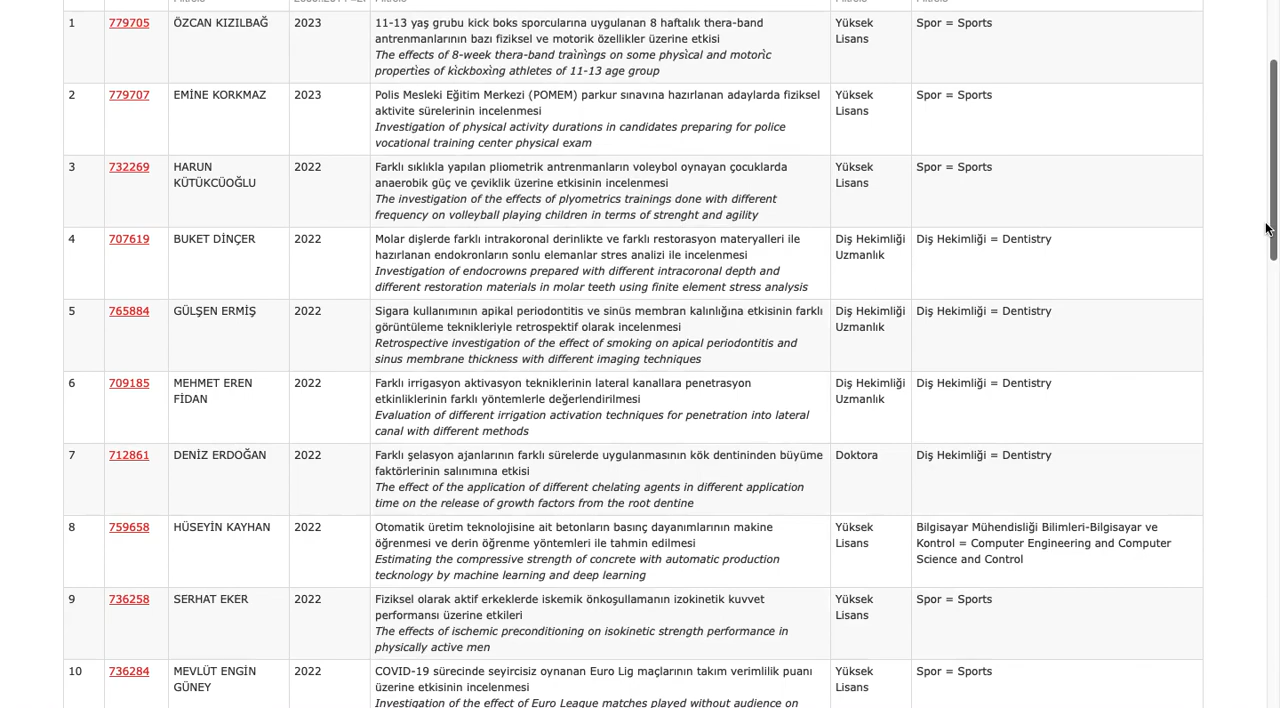 1 779705 ÖZCAN KIZILBAĞ 2023 11-13 yaş grubu kick boks sporcularına uygulanan 8 haftalık thera-band Yüksek Spor = Sports
antrenmanlarının bazı fiziksel ve motorik özellikler üzerine etkisi Lisans
The effects of 8-week thera-band traìnìngs on some physìcal and motorìc
propertìes of kìckboxìng athletes of 11-13 age group
2 779707 EMİNE KORKMAZ 2023 Polis Mesleki Eğitim Merkezi (POMEM) parkur sınavına hazırlanan adaylarda fiziksel Yüksek Spor = Sports
aktivite sürelerinin incelenmesi Lisans
Investigation of physical activity durations in candidates preparing for police
vocational training center physical exam
3 732269 HARUN 2022 Farklı sıklıkla yapılan pliometrik antrenmanların voleybol oynayan çocuklarda Yüksek Spor = Sports
KÜTÜKCÜOĞLU anaerobik güç ve çeviklik üzerine etkisinin incelenmesi Lisans
The investigation of the effects of plyometrics trainings done with different
frequency on volleyball playing children in terms of strenght and agility
4 707619 BUKET DİNÇER 2022 Molar dişlerde farklı intrakoronal derinlikte ve farklı restorasyon materyalleri ile Diş Hekimliği Diş Hekimliği = Dentistry
hazırlanan endokronların sonlu elemanlar stres analizi ile incelenmesi Uzmanlık
Investigation of endocrowns prepared with different intracoronal depth and
different restoration materials in molar teeth using finite element stress analysis
5 765884 GÜLŞEN ERMİŞ 2022 Sigara kullanımının apikal periodontitis ve sinüs membran kalınlığına etkisinin farklı Diş Hekimliği Diş Hekimliği = Dentistry
görüntüleme teknikleriyle retrospektif olarak incelenmesi Uzmanlık
Retrospective investigation of the effect of smoking on apical periodontitis and
sinus membrane thickness with different imaging techniques
6 709185 MEHMET EREN 2022 Farklı irrigasyon aktivasyon tekniklerinin lateral kanallara penetrasyon Diş Hekimliği Diş Hekimliği = Dentistry
FİDAN etkinliklerinin farklı yöntemlerle değerlendirilmesi Uzmanlık
Evaluation of different irrigation activation techniques for penetration into lateral
canal with different methods
7 712861 DENİZ ERDOĞAN 2022 Farklı şelasyon ajanlarının farklı sürelerde uygulanmasının kök dentininden büyüme Doktora Diş Hekimliği = Dentistry
faktörlerinin salınımına etkisi
The effect of the application of different chelating agents in different application
time on the release of growth factors from the root dentine
8 759658 HÜSEYİN KAYHAN 2022 Otomatik üretim teknolojisine ait betonların basınç dayanımlarının makine Yüksek Bilgisayar Mühendisliği Bilimleri-Bilgisayar ve
öğrenmesi ve derin öğrenme yöntemleri ile tahmin edilmesi Lisans Kontrol = Computer Engineering and Computer
Estimating the compressive strength of concrete with automatic production Science and Control
tecknology by machine learning and deep learning
9 736258 SERHAT EKER 2022 Fiziksel olarak aktif erkeklerde iskemik önkoşullamanın izokinetik kuvvet Yüksek Spor = Sports
performansı üzerine etkileri Lisans
The effects of ischemic preconditioning on isokinetic strength performance in
physically active men
10 736284 MEVLÜT ENGİN 2022 COVID-19 sürecinde seyircisiz oynanan Euro Lig maçlarının takım verimlilik puanı Yüksek Spor = Sports
GÜNEY üzerine etkisinin incelenmesi Lisans
Investigation of the effect of Euro League matches played without audience on